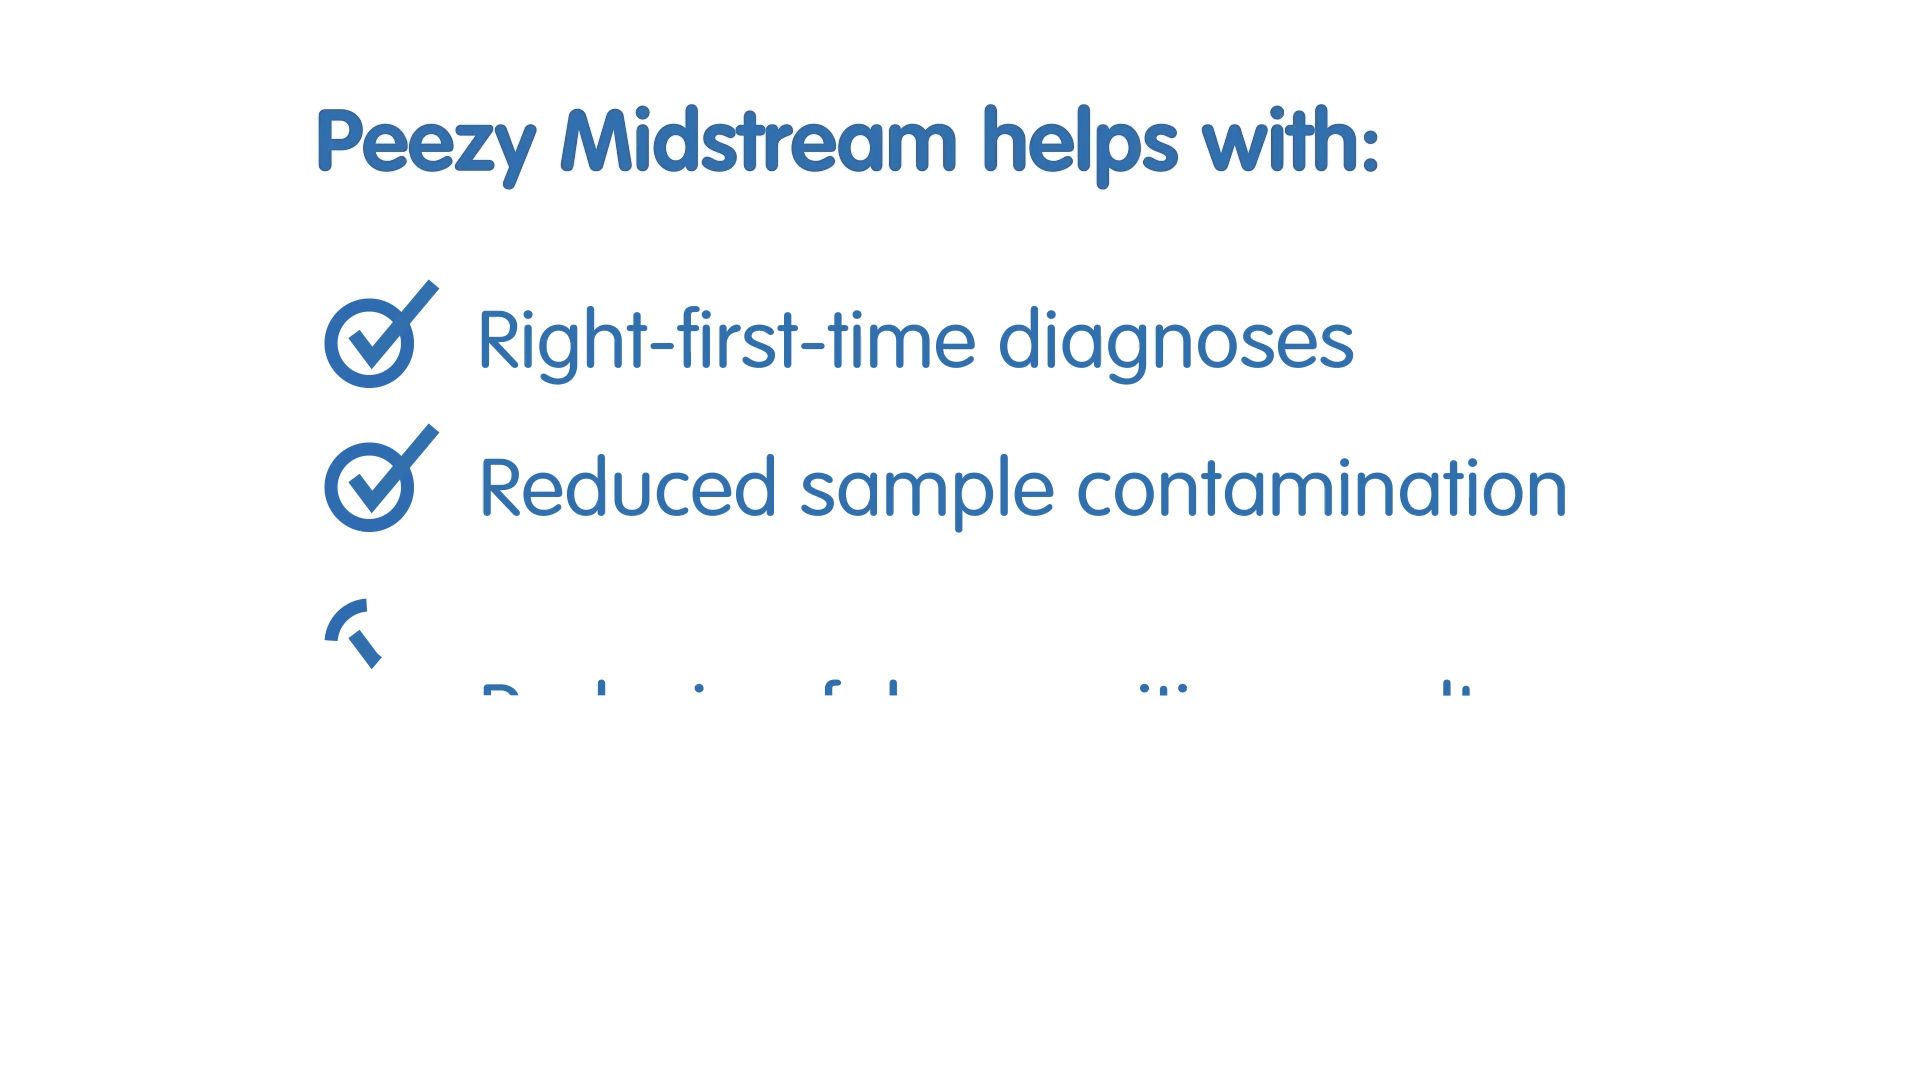 Peezy Midstream helps with:
Right-first-time diagnoses
Reduced sample contamination